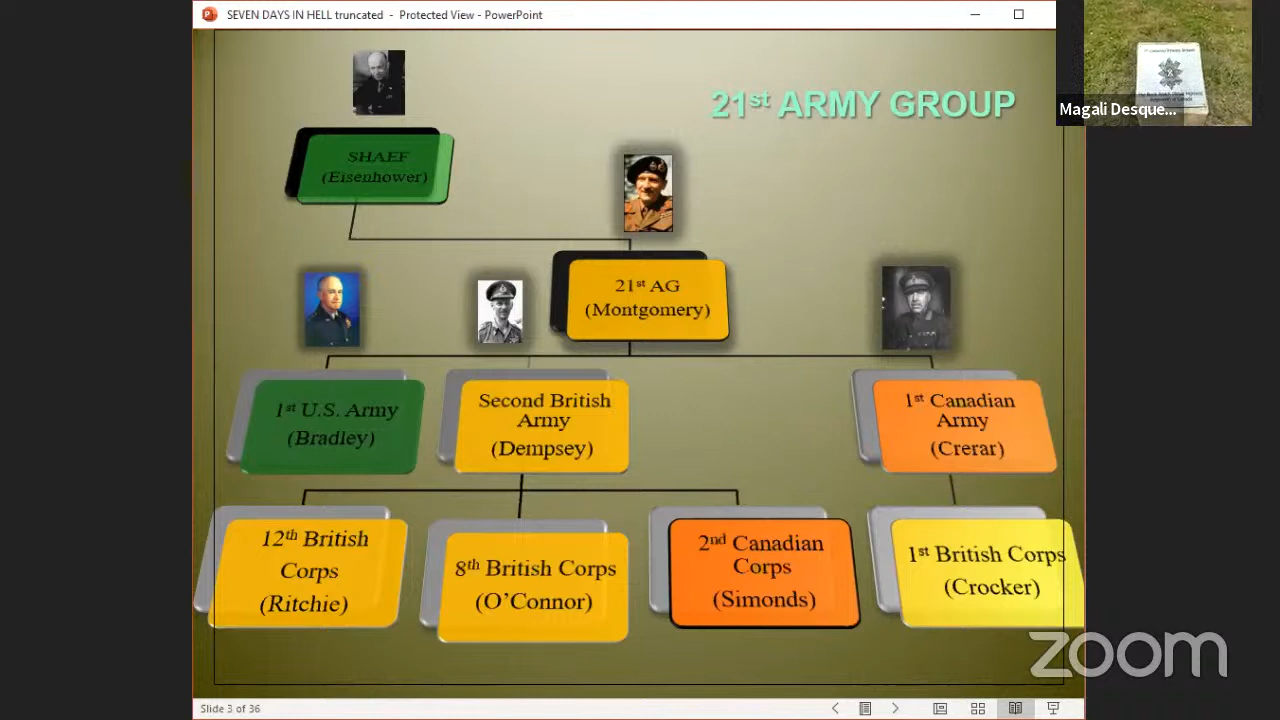 SEVEN DAYS IN HELL truncated - Protected View - PowerPoint
21st ARMY GROUP
Magali Desque...
SHAEF
(Eisenhower)
21st AG
(Montgomery)
1st U.S. Army
(Bradley)
Second British
Army
(Dempsey)
1st Canadian
Army
(Crerar)
12th British
Corps
(Ritchie)
8th British Corps
(O’Connor)
2nd Canadian
Corps
(Simonds)
1st British Corps
(Crocker)
zoom
Slide 3 of 36